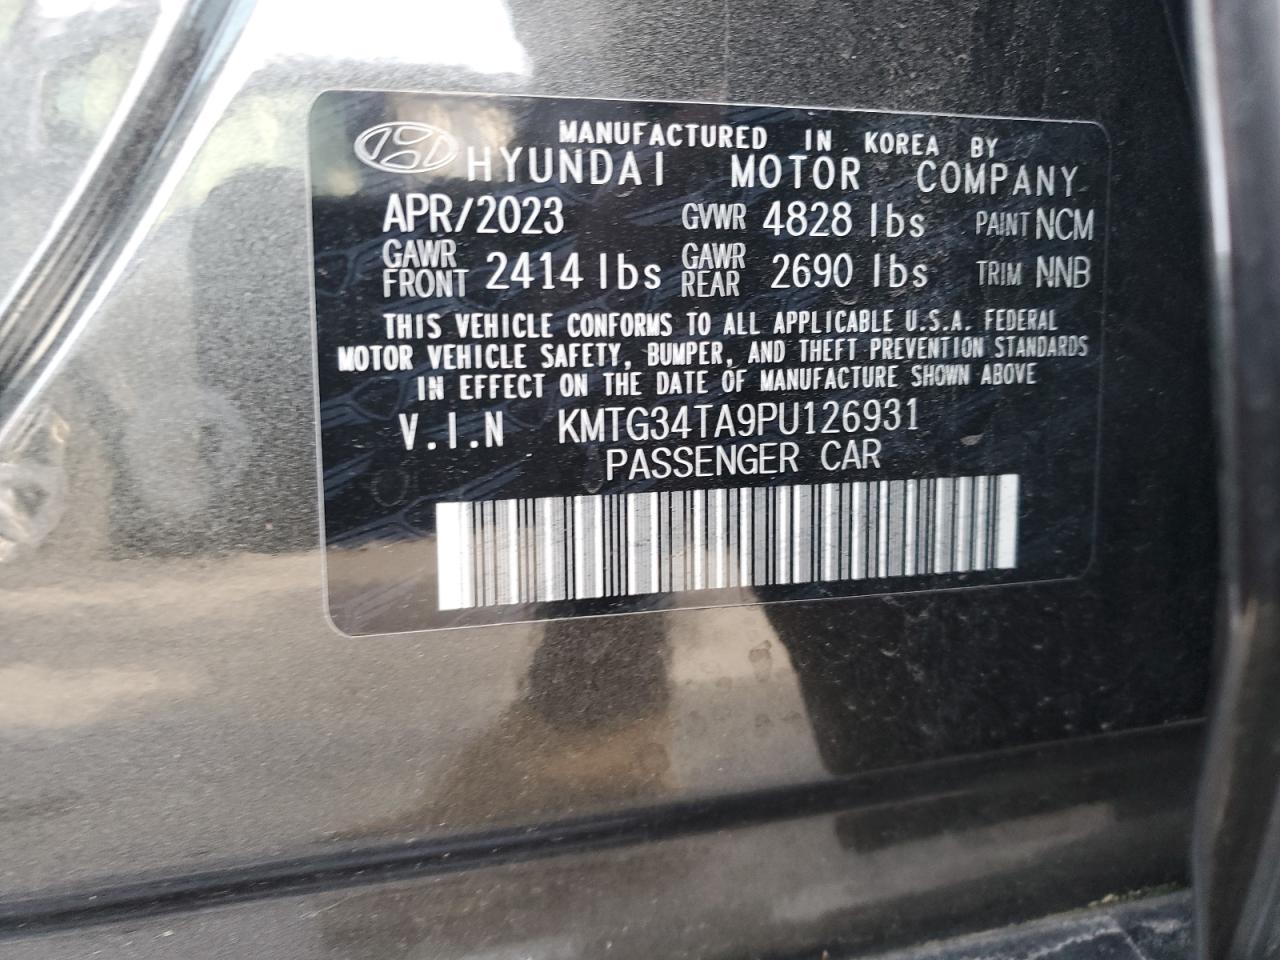 MANUFACTURED IN KOREA BY
HYUNDAI MOTOR COMPANY
APR/2023 GVWR 4828 lbs PAINT NCM
GAWR FRONT 2414 lbs GAWR REAR 2690 lbs TRIM NNB
THIS VEHICLE CONFORMS TO ALL APPLICABLE U.S.A. FEDERAL
MOTOR VEHICLE SAFETY, BUMPER, AND THEFT PREVENTION STANDARDS
IN EFFECT ON THE DATE OF MANUFACTURE SHOWN ABOVE
V.I.N KMTG34TA9PU126931
PASSENGER CAR